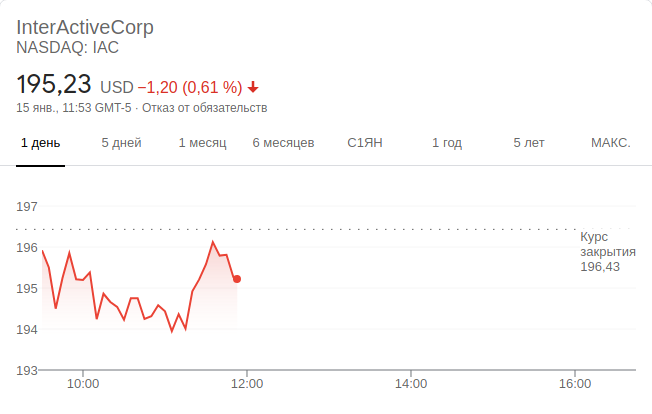 InterActiveCorp
NASDAQ: IAC
195,23 USD −1,20 (0,61 %)
15 янв., 11:53 GMT-5 · Отказ от обязательств
1 день 5 дней 1 месяц 6 месяцев С1ЯН 1 год 5 лет МАКС.
197
196
195
194
193
Курс
закрытия
196,43
10:00 12:00 14:00 16:00